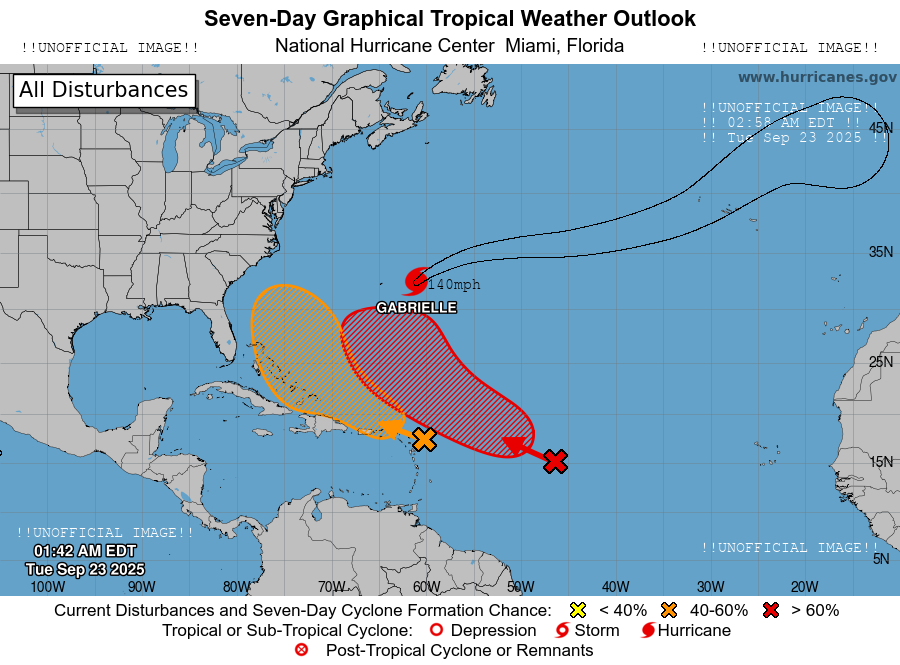 Seven-Day Graphical Tropical Weather Outlook
!!UNOFFICIAL IMAGE!! National Hurricane Center Miami, Florida !!UNOFFICIAL IMAGE!!
All Disturbances
www.hurricanes.gov
!!UNOFFICIAL IMAGE!!
!! 02:58 AM EDT !!
!! Tue Sep 23 2025 !!
45N
35N
140mph
GABRIELLE
25N
15N
!!UNOFFICIAL IMAGE!!
01:42 AM EDT
Tue Sep 23 2025
!!UNOFFICIAL IMAGE!!
5N
100W 90W 80W 70W 60W 50W 40W 30W 20W
Current Disturbances and Seven-Day Cyclone Formation Chance: < 40% 40-60% > 60%
Tropical or Sub-Tropical Cyclone: Depression Storm Hurricane
Post-Tropical Cyclone or Remnants